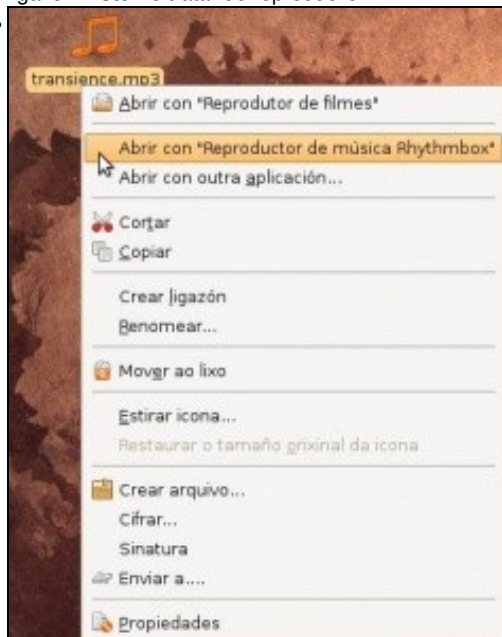 transience.mp3
Abrir con "Reprodutor de filmes"
Abrir con "Reproductor de música Rhythmbox"
Abrir con outra aplicación...
Cortar
Copiar
Crear ligazón
Renomear...
Mover ao lixo
Estirar icona...
Restaurar o tamaño orixinal da icona
Crear arquivo...
Cifrar...
Sinatura
Enviar a....
Propiedades